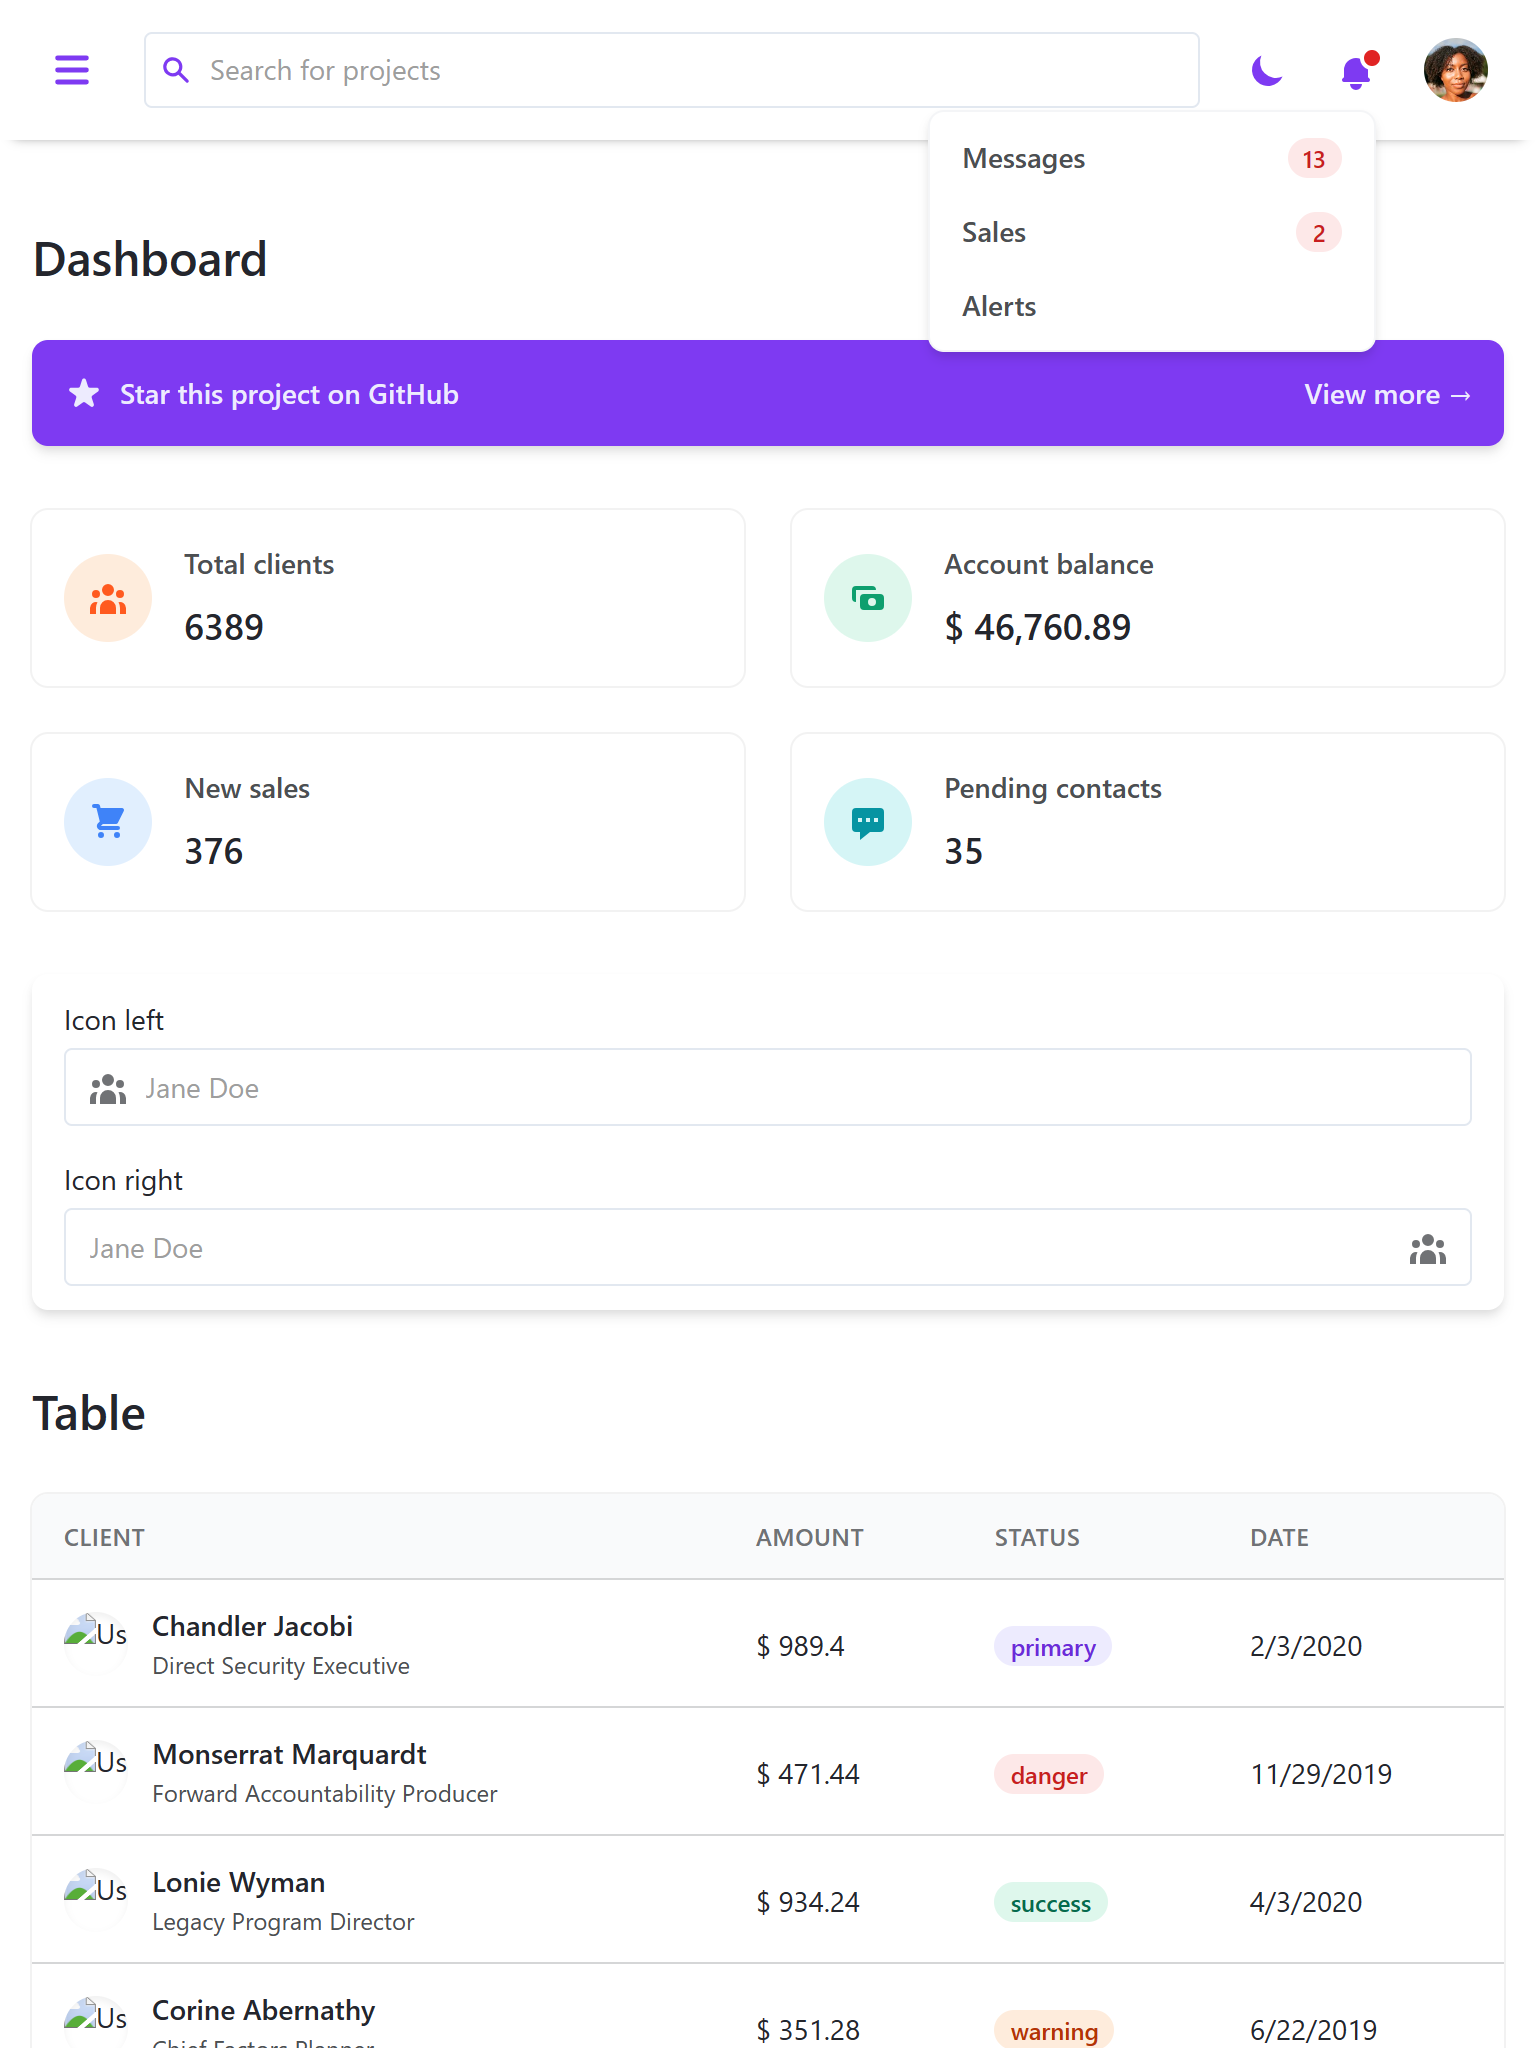 Search for projects
Messages 13
Sales 2
Alerts
Dashboard
Star this project on GitHub View more →
Total clients
6389
Account balance
$ 46,760.89
New sales
376
Pending contacts
35
Icon left
Jane Doe
Icon right
Jane Doe
Table
CLIENT AMOUNT STATUS DATE
Us Chandler Jacobi
Direct Security Executive
$ 989.4 primary 2/3/2020
Us Monserrat Marquardt
Forward Accountability Producer
$ 471.44 danger 11/29/2019
Us Lonie Wyman
Legacy Program Director
$ 934.24 success 4/3/2020
Us Corine Abernathy
Chief Factors Planner
$ 351.28 warning 6/22/2019